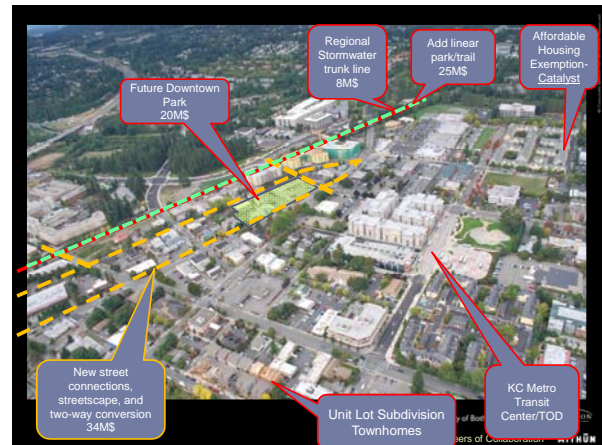 Regional
Stormwater
trunk line
8M$
Add linear
park/trail
25M$
Affordable
Housing
Exemption-
Catalyst
Future Downtown
Park
20M$
New street
connections,
streetscape, and
two-way conversion
34M$
Unit Lot Subdivision
Townhomes
KC Metro
Transit
Center/TOD
of Collaboration